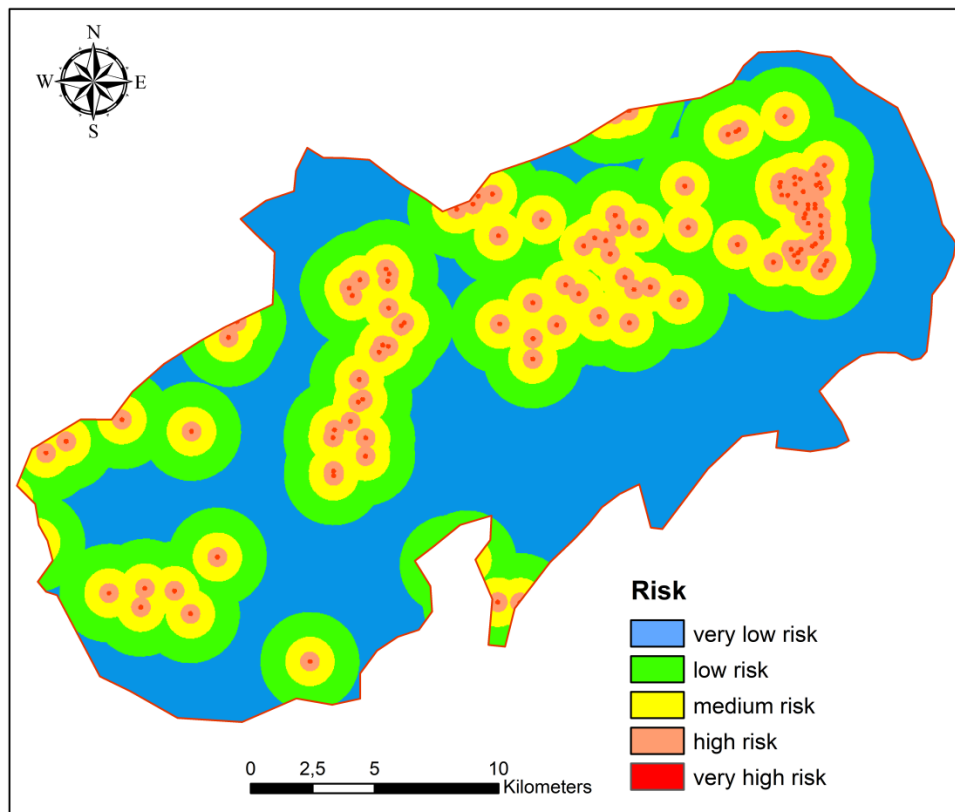 N
W E
S
Risk
very low risk
low risk
medium risk
high risk
very high risk
0 2,5 5 10
Kilometers